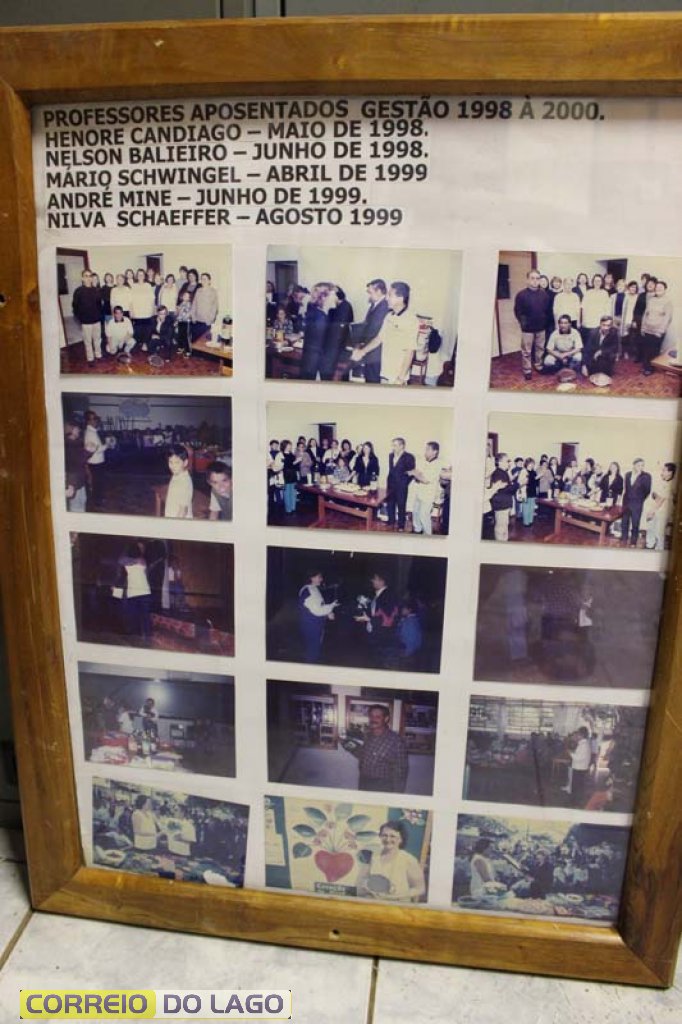 PROFESSORES APOSENTADOS GESTÃO 1998 À 2000.
HENORE CANDIAGO – MAIO DE 1998.
NELSON BALIEIRO – JUNHO DE 1998.
MÁRIO SCHWINGEL – ABRIL DE 1999
ANDRÉ MINE – JUNHO DE 1999.
NILVA SCHAEFFER – AGOSTO 1999
CORREIO DO LAGO